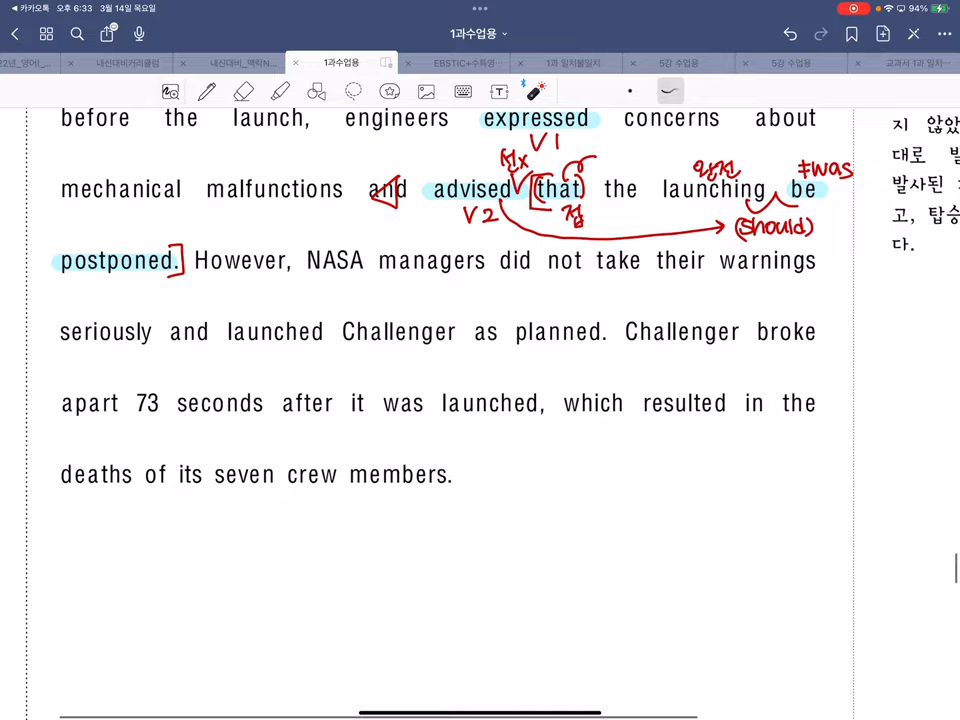 카카오톡 오후 6:33 3월 14일 목요일 94%
1과수업용
내신대비커리큘럼 1과수업용 1과 일치불일치 5강 수업용 5강 수업용
before the launch, engineers expressed concerns about
V1
선x 완전 ≠was
mechanical malfunctions and advised that the launching be
V2 접 (should)
postponed. However, NASA managers did not take their warnings
seriously and launched Challenger as planned. Challenger broke
apart 73 seconds after it was launched, which resulted in the
deaths of its seven crew members.
지 않았
대로
발사된
고, 탑승
다.